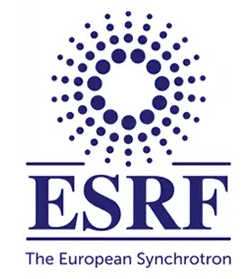 ESRF
The European Synchrotron